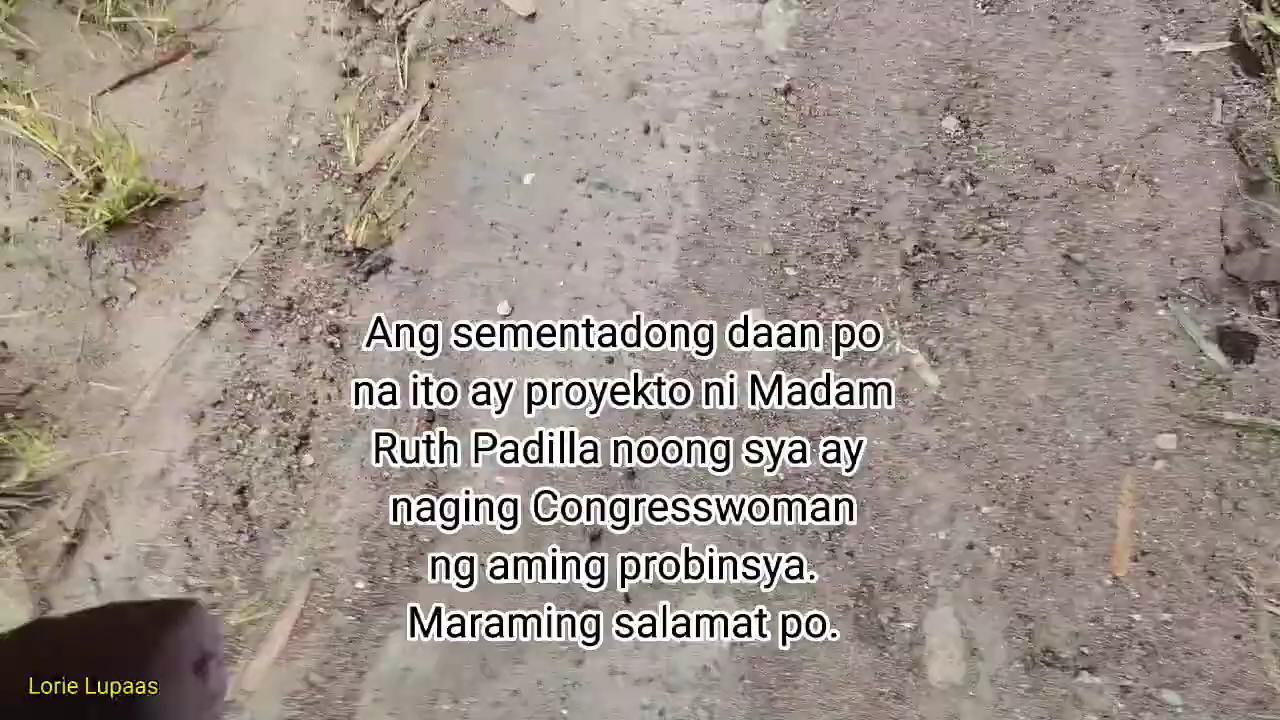 Ang sementadong daan po
na ito ay proyekto ni Madam
Ruth Padilla noong sya ay
naging Congresswoman
ng aming probinsya.
Maraming salamat po.
Lorie Lupaas